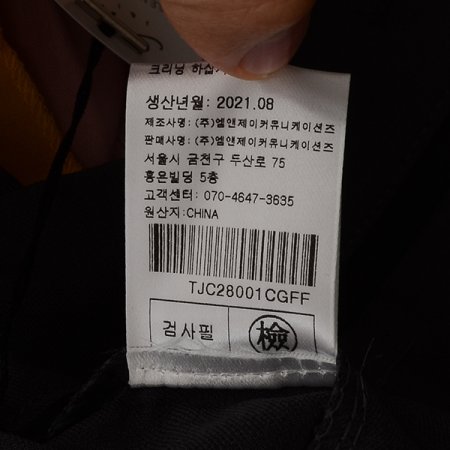 크리닝 하십
생산년월: 2021.08
제조사명: (주)엘앤제이커뮤니케이션즈
판매사명: (주)엘앤제이커뮤니케이션즈
서울시 금천구 두산로 75
홍은빌딩 5층
고객센터: 070-4647-3635
원산지: CHINA
TJC28001CGFF
검사필 檢